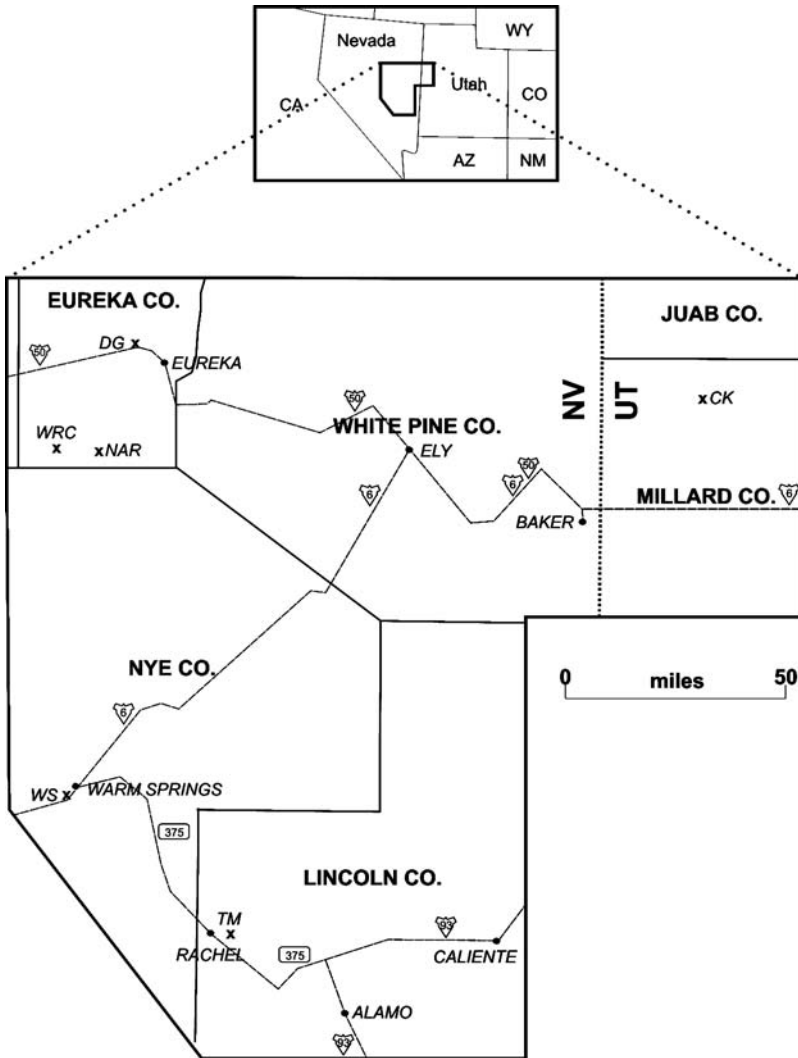 Nevada
WY
Utah
CA
CO
AZ
NM
EUREKA CO.
JUAB CO.
DG
50
EUREKA
NV
UT
CK
50
WRC
NAR
WHITE PINE CO.
ELY
50
6
6
MILLARD CO.
6
BAKER
NYE CO.
0
miles
50
6
WS
WARM SPRINGS
375
LINCOLN CO.
TM
RACHEL
375
93
CALIENTE
ALAMO
93